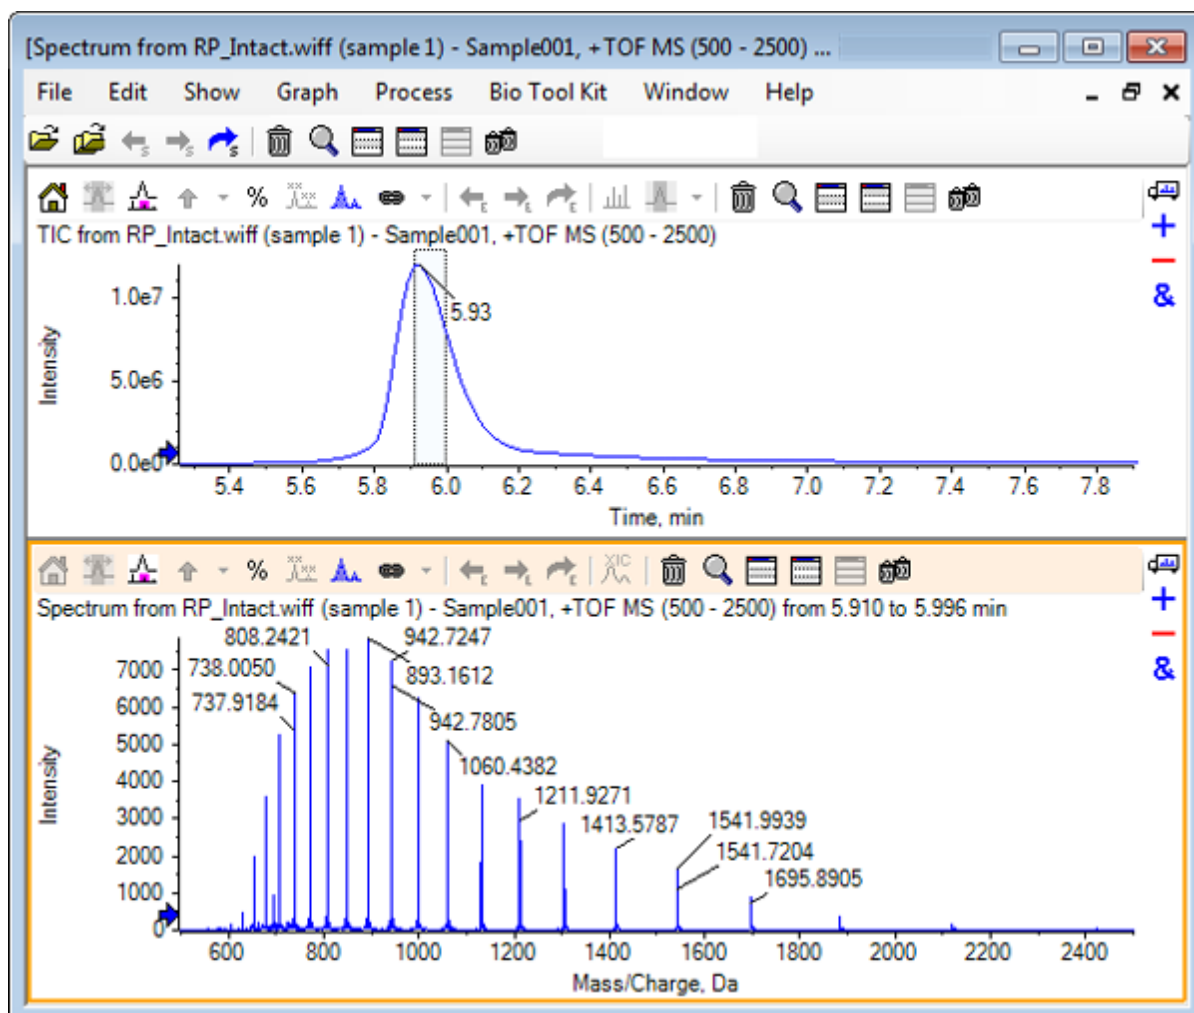 [Spectrum from RP_Intact.wiff (sample 1) - Sample001, +TOF MS (500 - 2500) ...
File Edit Show Graph Process Bio Tool Kit Window Help
TIC from RP_Intact.wiff (sample 1) - Sample001, +TOF MS (500 - 2500)
1.0e7
5.93
5.0e6
0.0e0
Intensity
5.4 5.6 5.8 6.0 6.2 6.4 6.6 6.8 7.0 7.2 7.4 7.6 7.8
Time, min
XIC
Spectrum from RP_Intact.wiff (sample 1) - Sample001, +TOF MS (500 - 2500) from 5.910 to 5.996 min
808.2421 942.7247
7000 738.0050 893.1612
6000 737.9184 942.7805
5000
1060.4382
4000
1211.9271
3000 1413.5787 1541.9939
2000 1541.7204
1000 1695.8905
0
Intensity
600 800 1000 1200 1400 1600 1800 2000 2200 2400
Mass/Charge, Da